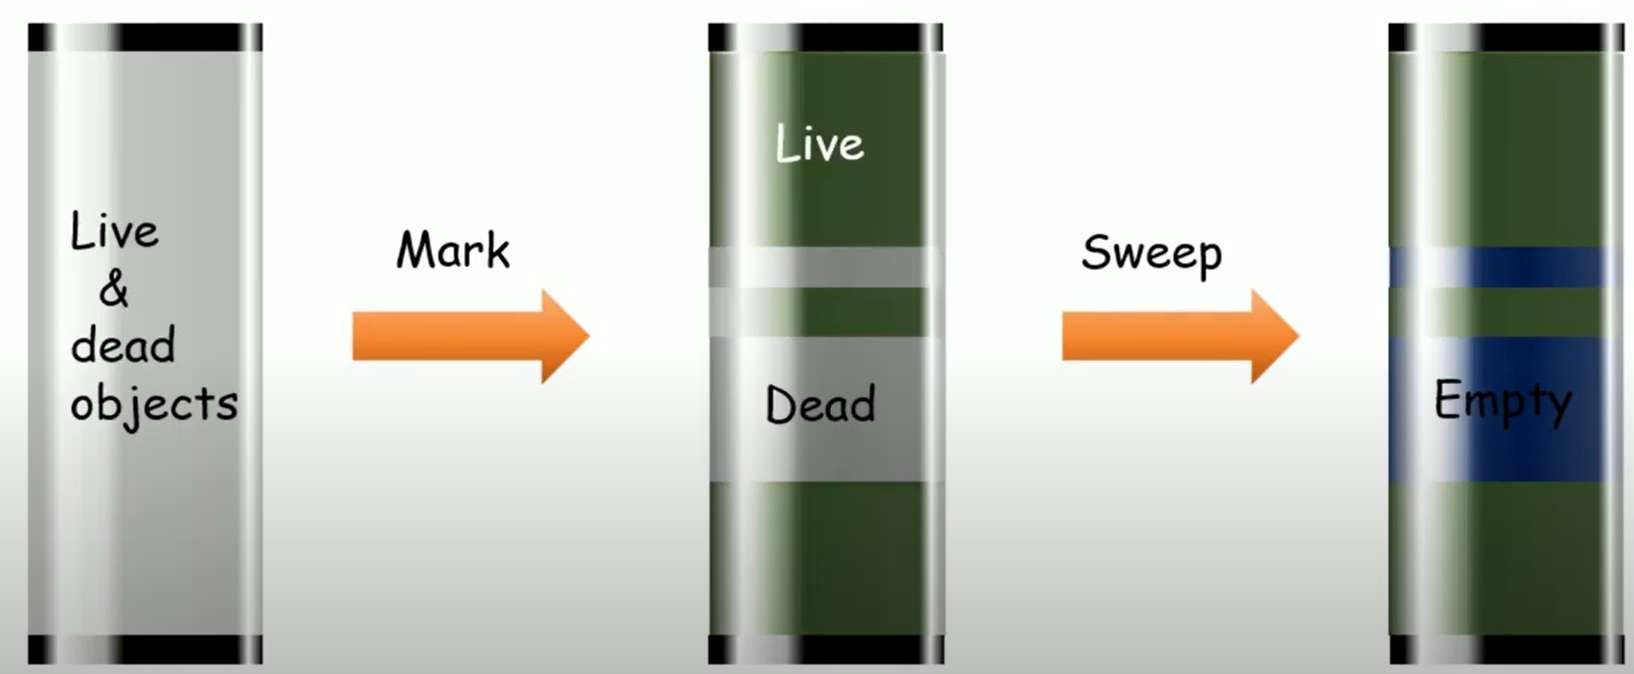 Live
&
dead
objects
Mark
Live
Dead
Sweep
Empty